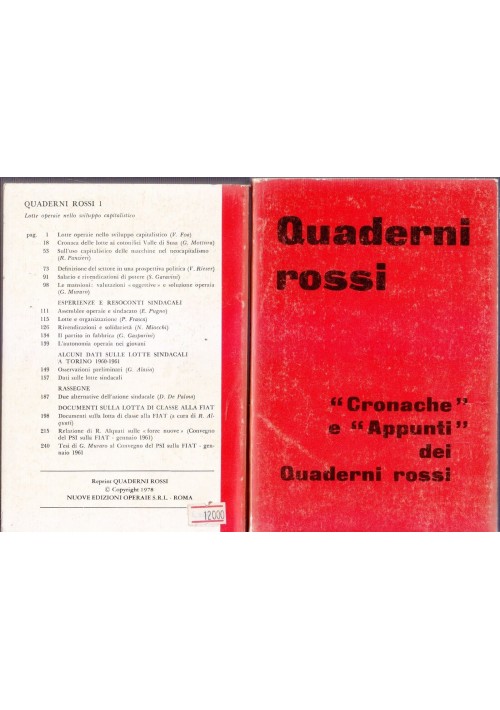 QUADERNI ROSSI 1
Lotte operaie nello sviluppo capitalistico
pag. 1 Lotte operaie nello sviluppo capitalistico (V. Foa)
18 Cronaca delle lotte ai cotonifici Valle di Susa (G. Mottura)
53 Sull'uso capitalistico delle macchine nel neocapitalismo
(R. Panzieri)
73 Definizione del settore in una prospettiva politica (V. Rieser)
91 Salario e rivendicazioni di potere (S. Garavini)
98 Le mansioni: valutazioni « oggettive » e soluzione operaia
(G. Muraro)
ESPERIENZE E RESOCONTI SINDACALI
111 Assemblee operaie e sindacato (E. Pugno)
115 Lotte e organizzazione (P. Franca)
126 Rivendicazioni e solidarietà (N. Mioschi)
134 Il partito in fabbrica (G. Gasparini)
139 L'autonomia operaia nei giovani
ALCUNI DATI SULLE LOTTE SINDACALI
A TORINO 1960-1961
149 Osservazioni preliminari (G. Alasia)
157 Dati sulle lotte sindacali
RASSEGNE
187 Due alternative dell'azione sindacale (D. De Palma)
DOCUMENTI SULLA LOTTA DI CLASSE ALLA FIAT
198 Documenti sulla lotta di classe alla FIAT (a cura di R. Al-
quati)
215 Relazione di R. Alquati sulle « forze nuove » (Convegno
del PSI sulla FIAT - gennaio 1961)
240 Tesi di G. Muraro al Convegno del PSI sulla FIAT - gen-
naio 1961
Reprint QUADERNI ROSSI
© Copyright 1978
NUOVE EDIZIONI OPERAIE S.R.L. - ROMA
12000
Quaderni
rossi
"Cronache"
e "Appunti"
dei
Quaderni rossi